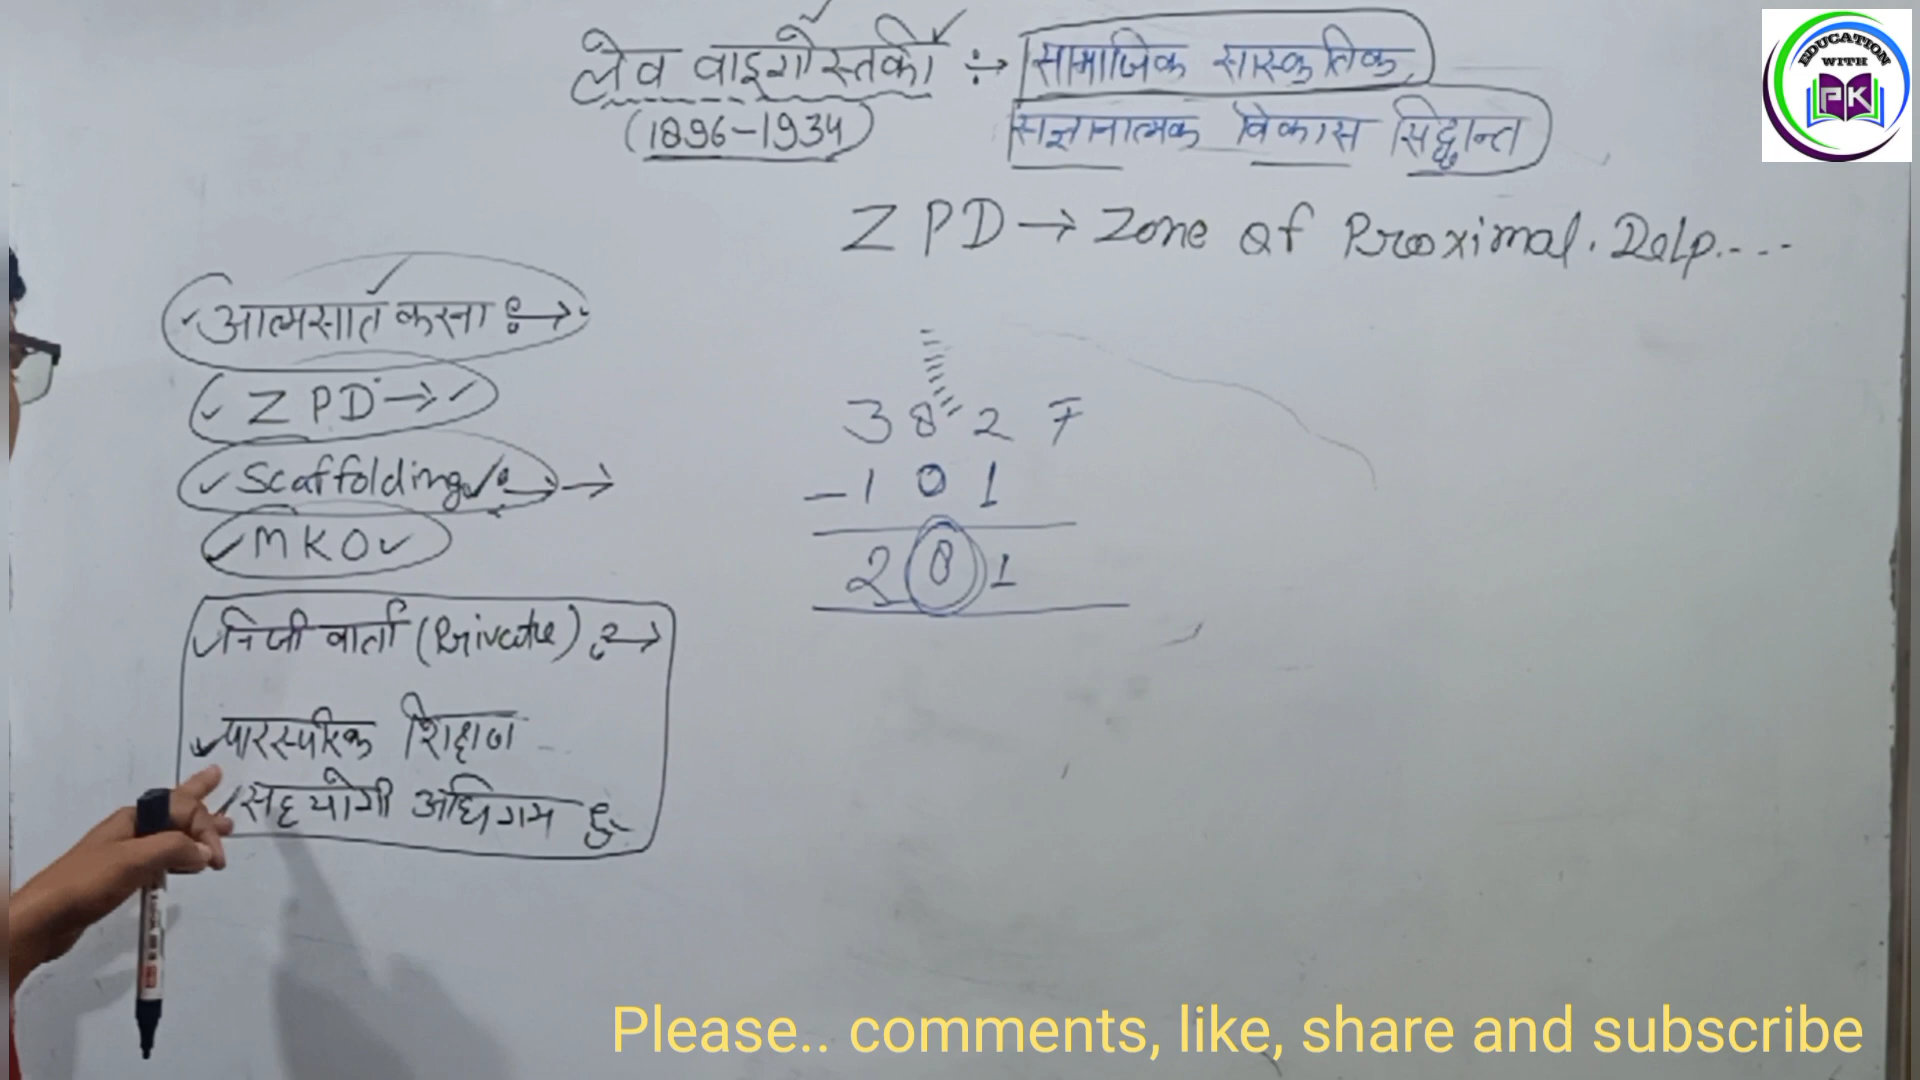 लेव वाइगोस्तकी ÷→ सामाजिक सास्कृतिक
(1896-1934) सज्ञानात्मक विकास सिद्धान्त
EDUCATION WITH PK
ZPD → Zone of Proximal.
आत्मसात करना :→
ZPD →
Scaffolding →
MKO
निजी वार्ता (Private) →
पारस्परिक शिक्षण
सहयोगी अधिगम
3 8 2 7
- 1 0 1
2 8 1
Please.. comments, like, share and subscribe